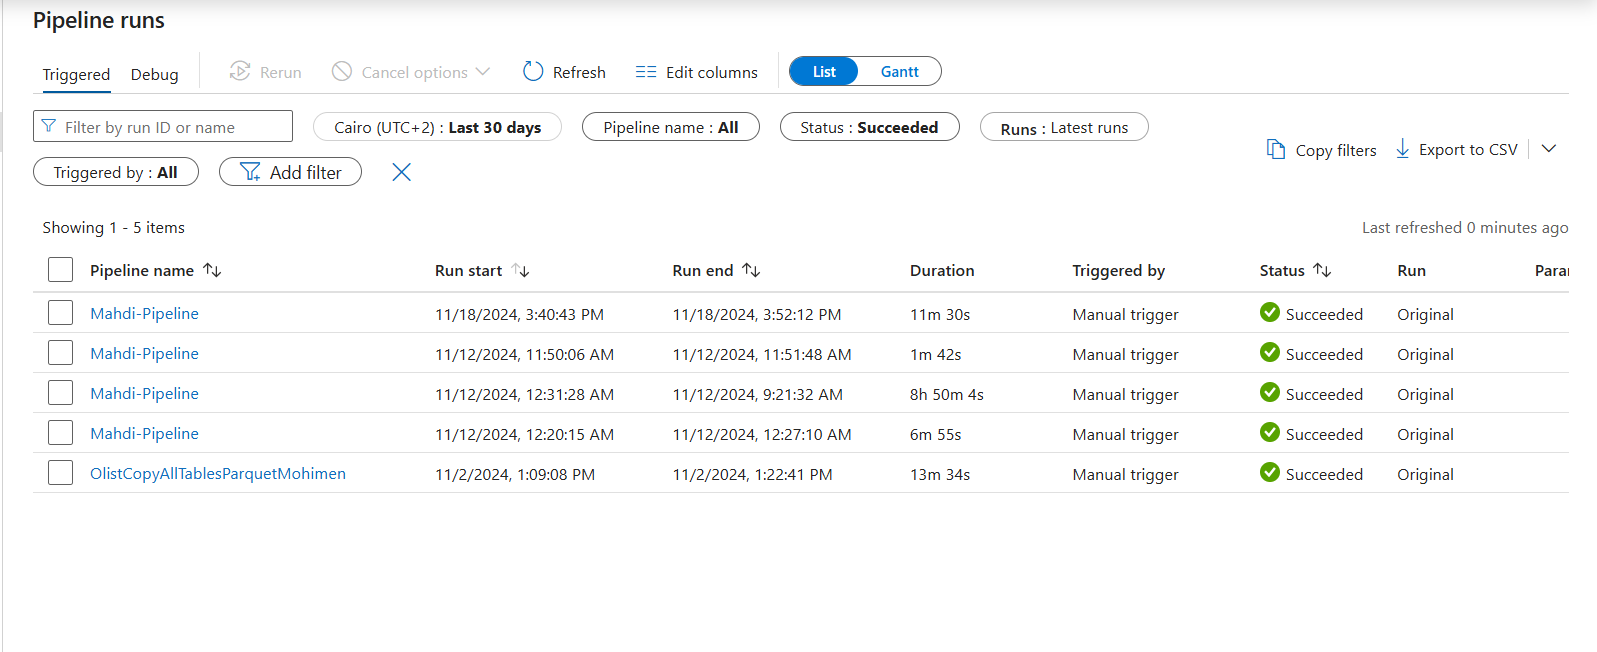 Pipeline runs
Triggered Debug Rerun Cancel options Refresh Edit columns List Gantt
Filter by run ID or name Cairo (UTC+2) : Last 30 days Pipeline name : All Status : Succeeded Runs : Latest runs
Copy filters Export to CSV
Triggered by : All Add filter
Showing 1 - 5 items Last refreshed 0 minutes ago
Pipeline name Run start Run end Duration Triggered by Status Run Para
Mahdi-Pipeline 11/18/2024, 3:40:43 PM 11/18/2024, 3:52:12 PM 11m 30s Manual trigger Succeeded Original
Mahdi-Pipeline 11/12/2024, 11:50:06 AM 11/12/2024, 11:51:48 AM 1m 42s Manual trigger Succeeded Original
Mahdi-Pipeline 11/12/2024, 12:31:28 AM 11/12/2024, 9:21:32 AM 8h 50m 4s Manual trigger Succeeded Original
Mahdi-Pipeline 11/12/2024, 12:20:15 AM 11/12/2024, 12:27:10 AM 6m 55s Manual trigger Succeeded Original
OlistCopyAllTablesParquetMohimen 11/2/2024, 1:09:08 PM 11/2/2024, 1:22:41 PM 13m 34s Manual trigger Succeeded Original